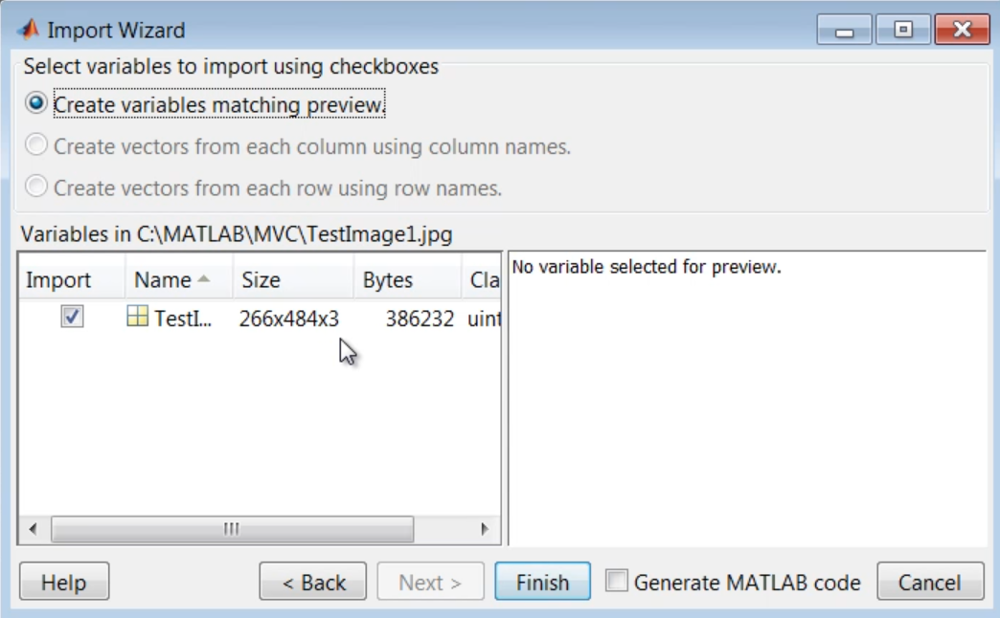 Import Wizard
Select variables to import using checkboxes
Create variables matching preview.
Create vectors from each column using column names.
Create vectors from each row using row names.
Variables in C:\MATLAB\MVC\TestImage1.jpg
Import Name Size Bytes Cla
TestI... 266x484x3 386232 uint
No variable selected for preview.
Help < Back Next > Finish Generate MATLAB code Cancel